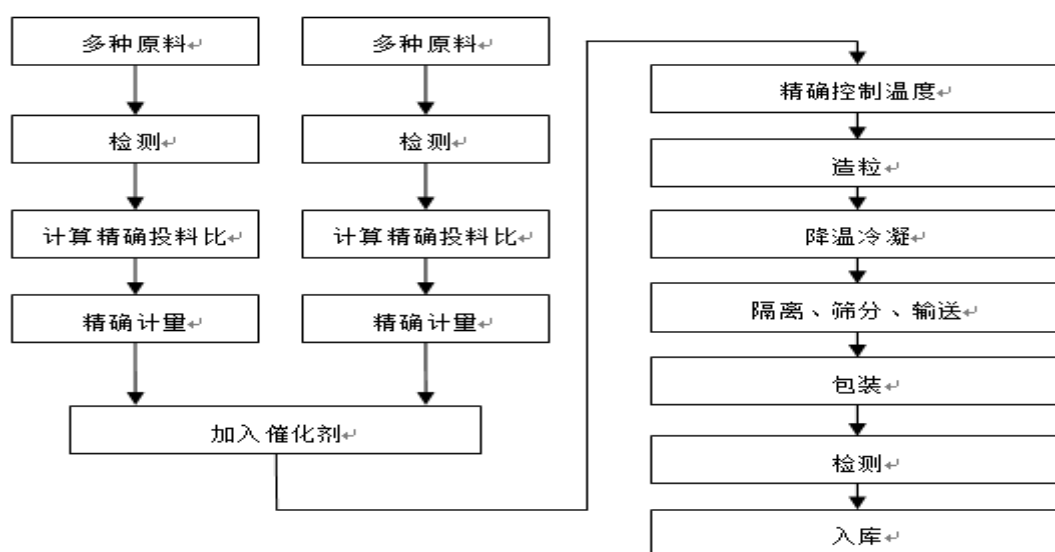 多种原料↵
检测↵
计算精确投料比↵
精确计量↵
多种原料↵
检测↵
计算精确投料比↵
精确计量↵
加入催化剂↵
精确控制温度↵
造粒↵
降温冷凝↵
隔离、筛分、输送↵
包装↵
检测↵
入库↵